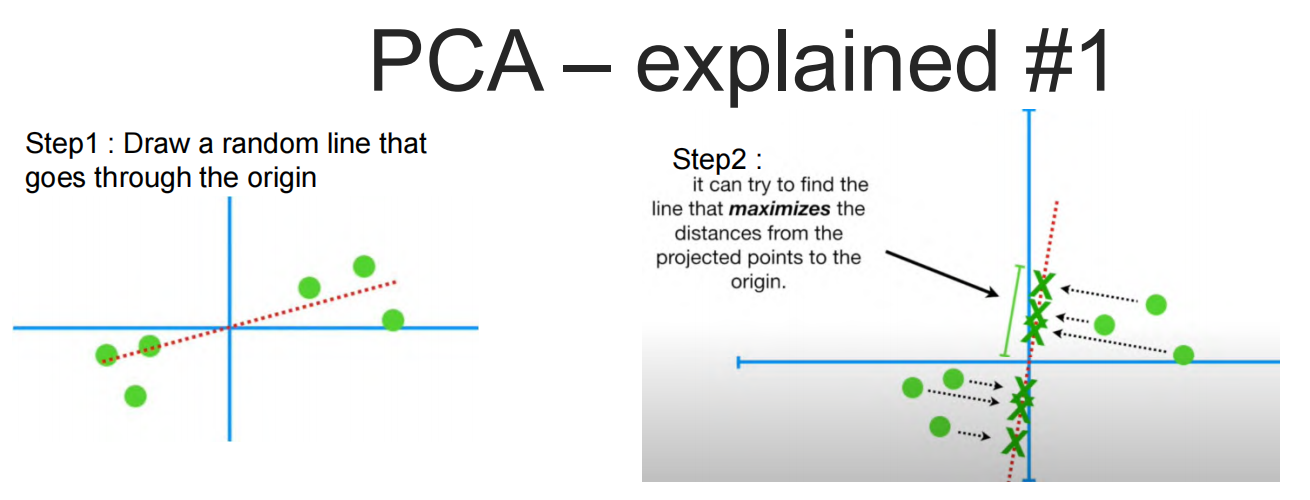 PCA – explained #1
Step1 : Draw a random line that
goes through the origin
Step2 :
it can try to find the
line that maximizes the
distances from the
projected points to the
origin.